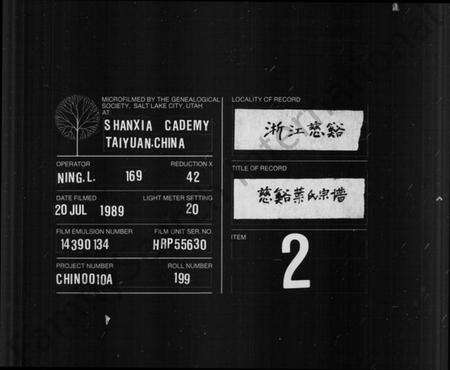 MICROFILMED BY THE GENEALOGICAL
SOCIETY, SALT LAKE CITY, UTAH
AT
SHANXIA CADEMY
TAIYUAN.CHINA
OPERATOR
REDUCTION X
NING.L. 169
42
DATE FILMED
LIGHT METER SETTING
20 JUL 1989
20
FILM EMULSION NUMBER
FILM UNIT SER. NO.
14390134
HRP55630
PROJECT NUMBER
ROLL NUMBER
CHIN0010A
199
LOCALITY OF RECORD
浙江慈谿
TITLE OF RECORD
慈谿葉氏宗谱
ITEM
2